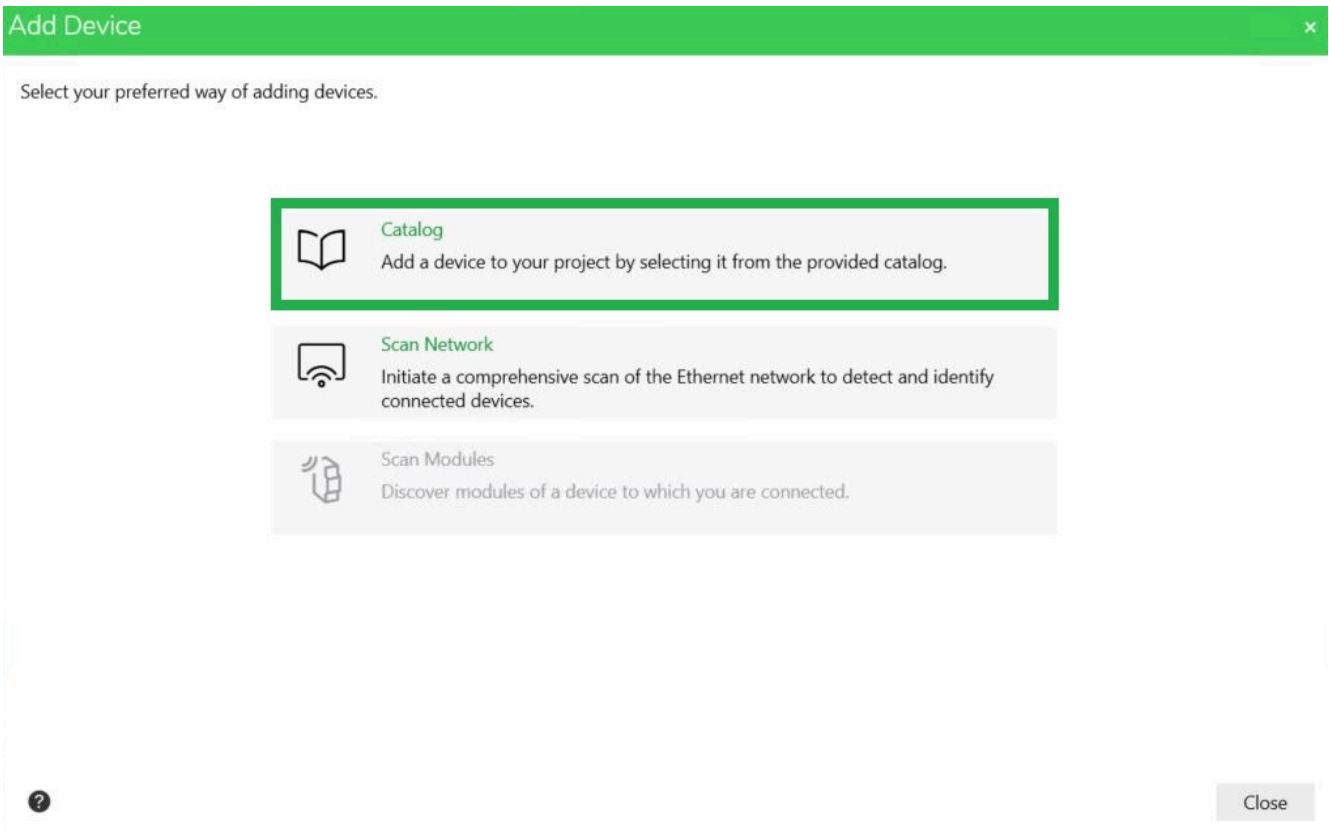 Add Device
Select your preferred way of adding devices.
Catalog
Add a device to your project by selecting it from the provided catalog.
Scan Network
Initiate a comprehensive scan of the Ethernet network to detect and identify
connected devices.
Scan Modules
Discover modules of a device to which you are connected.
Close